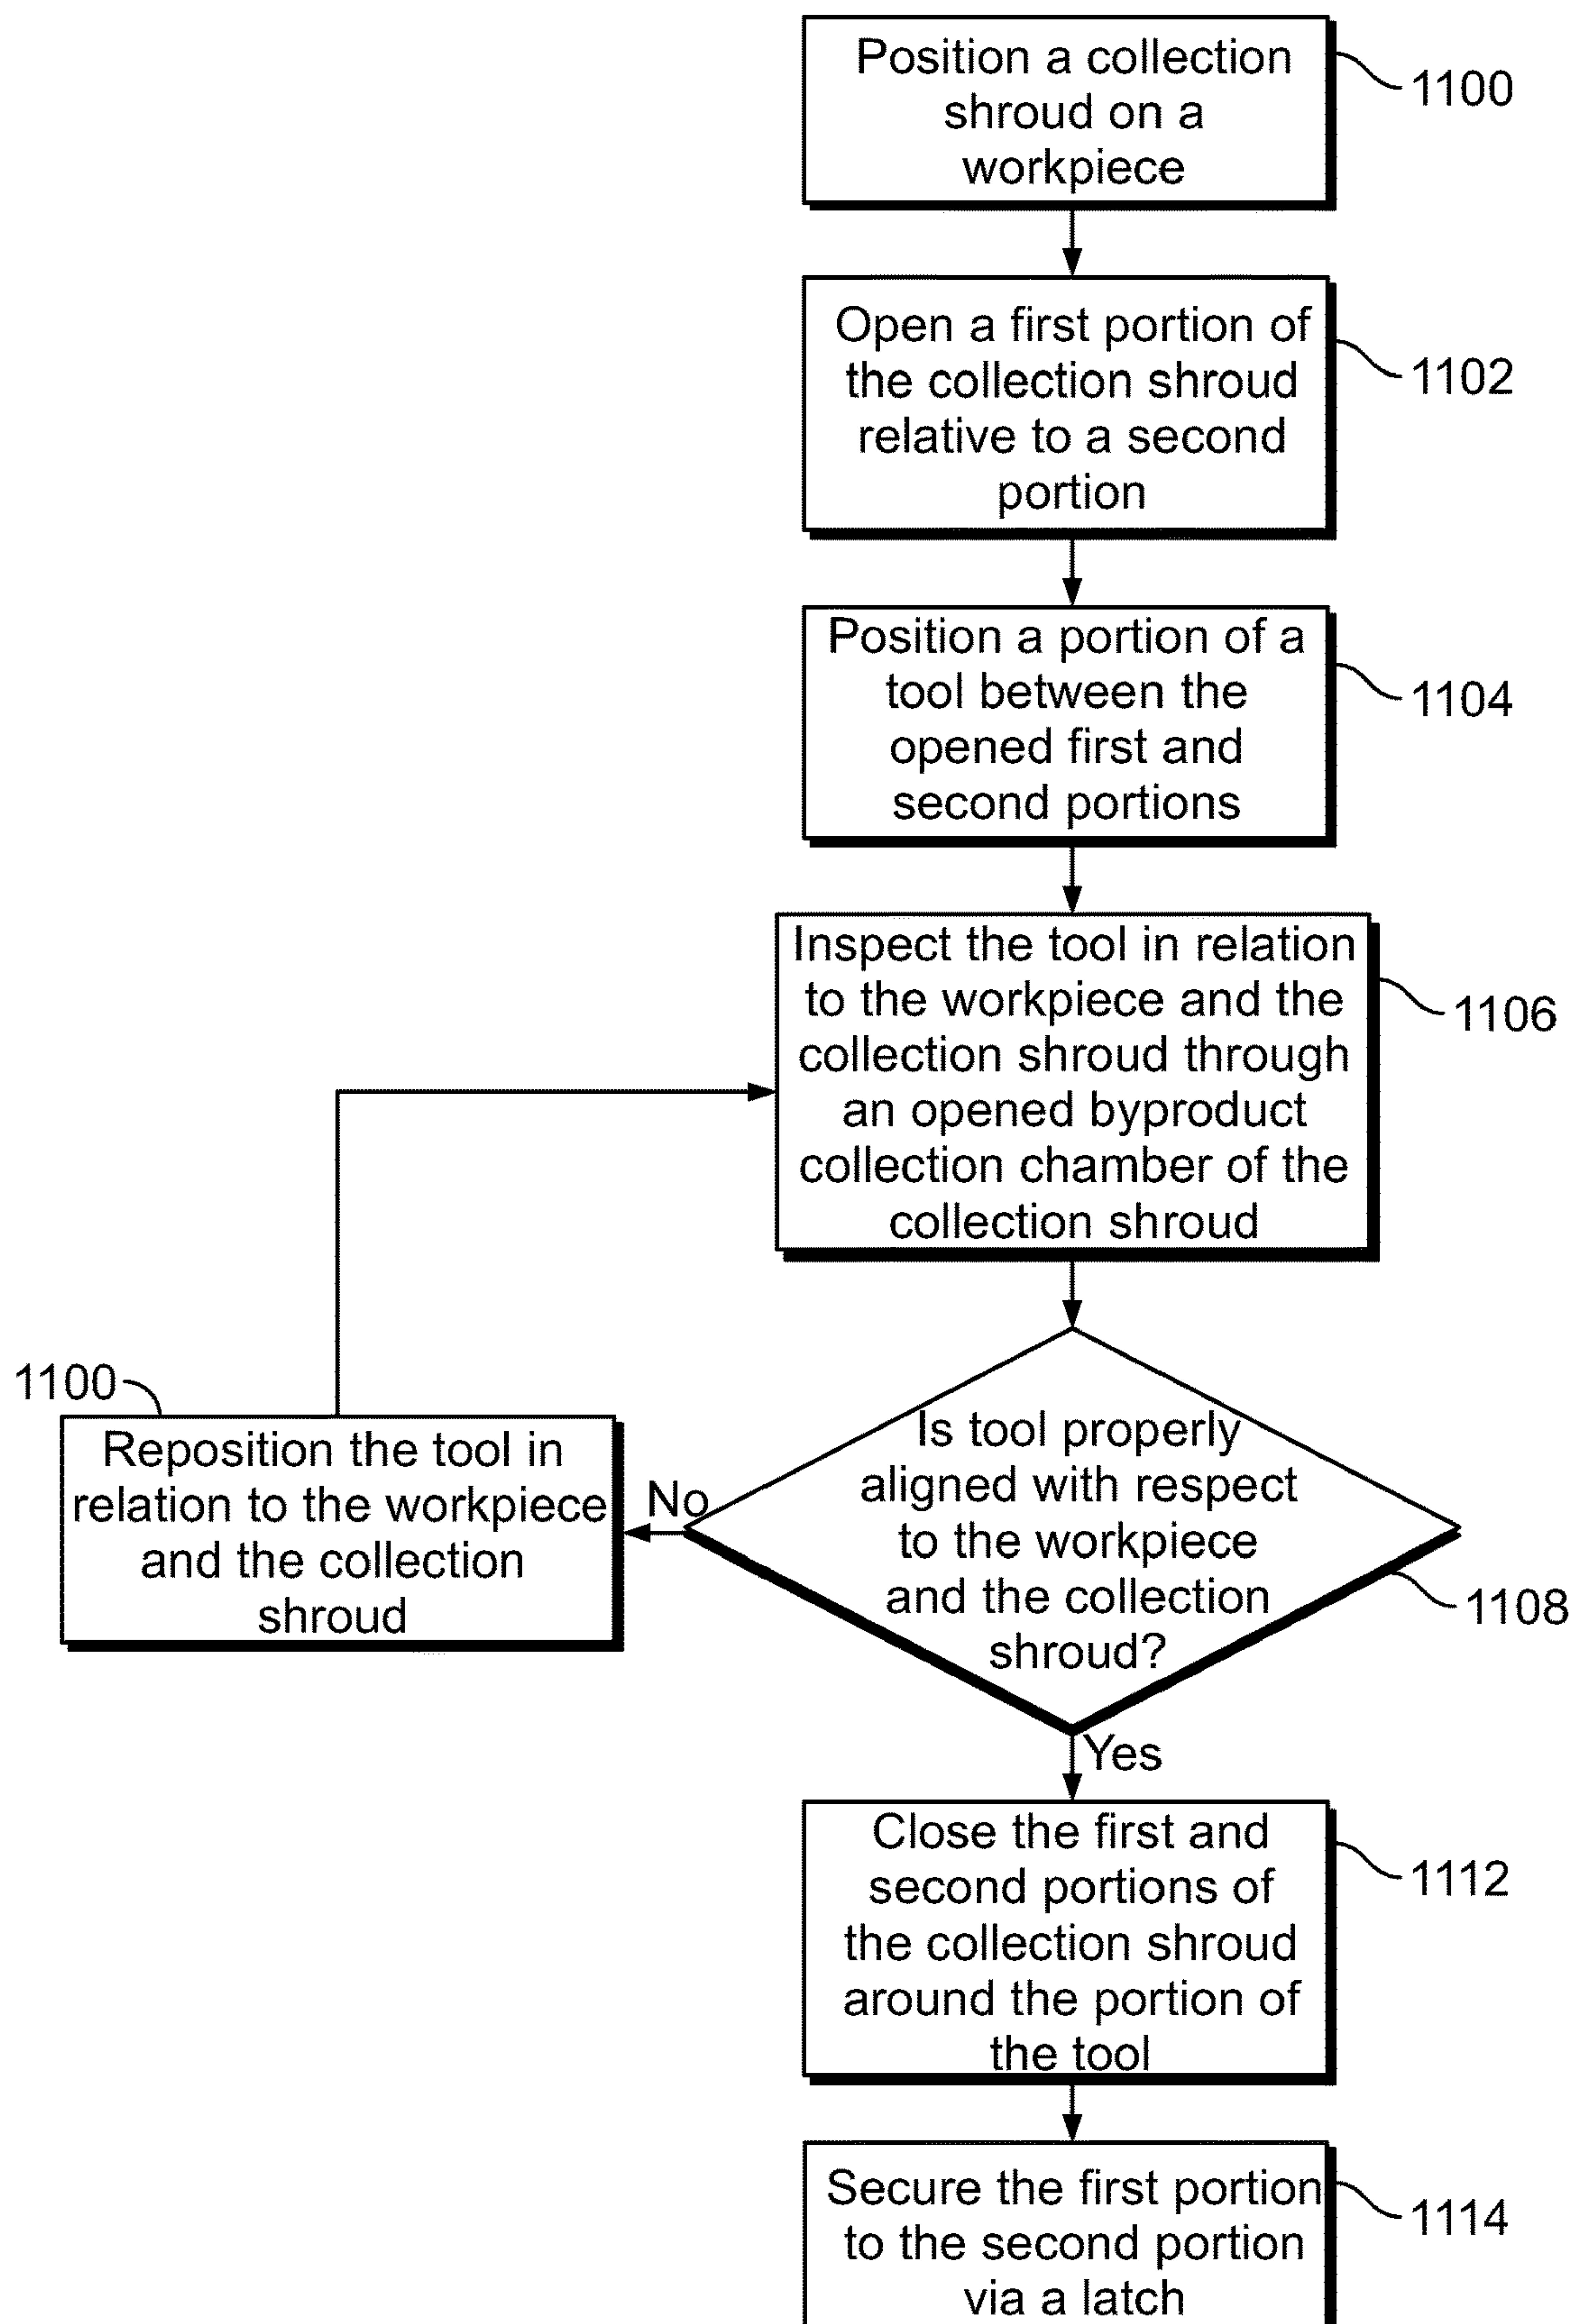 Position a collection
shroud on a
workpiece
1100
Open a first portion of
the collection shroud
relative to a second
portion
1102
Position a portion of a
tool between the
opened first and
second portions
1104
Inspect the tool in relation
to the workpiece and the
collection shroud through
an opened byproduct
collection chamber of the
collection shroud
1106
1100
Reposition the tool in
relation to the workpiece
and the collection
shroud
No
Is tool properly
aligned with respect
to the workpiece
and the collection
shroud?
1108
Yes
Close the first and
second portions of
the collection shroud
around the portion of
the tool
1112
Secure the first portion
to the second portion
via a latch
1114